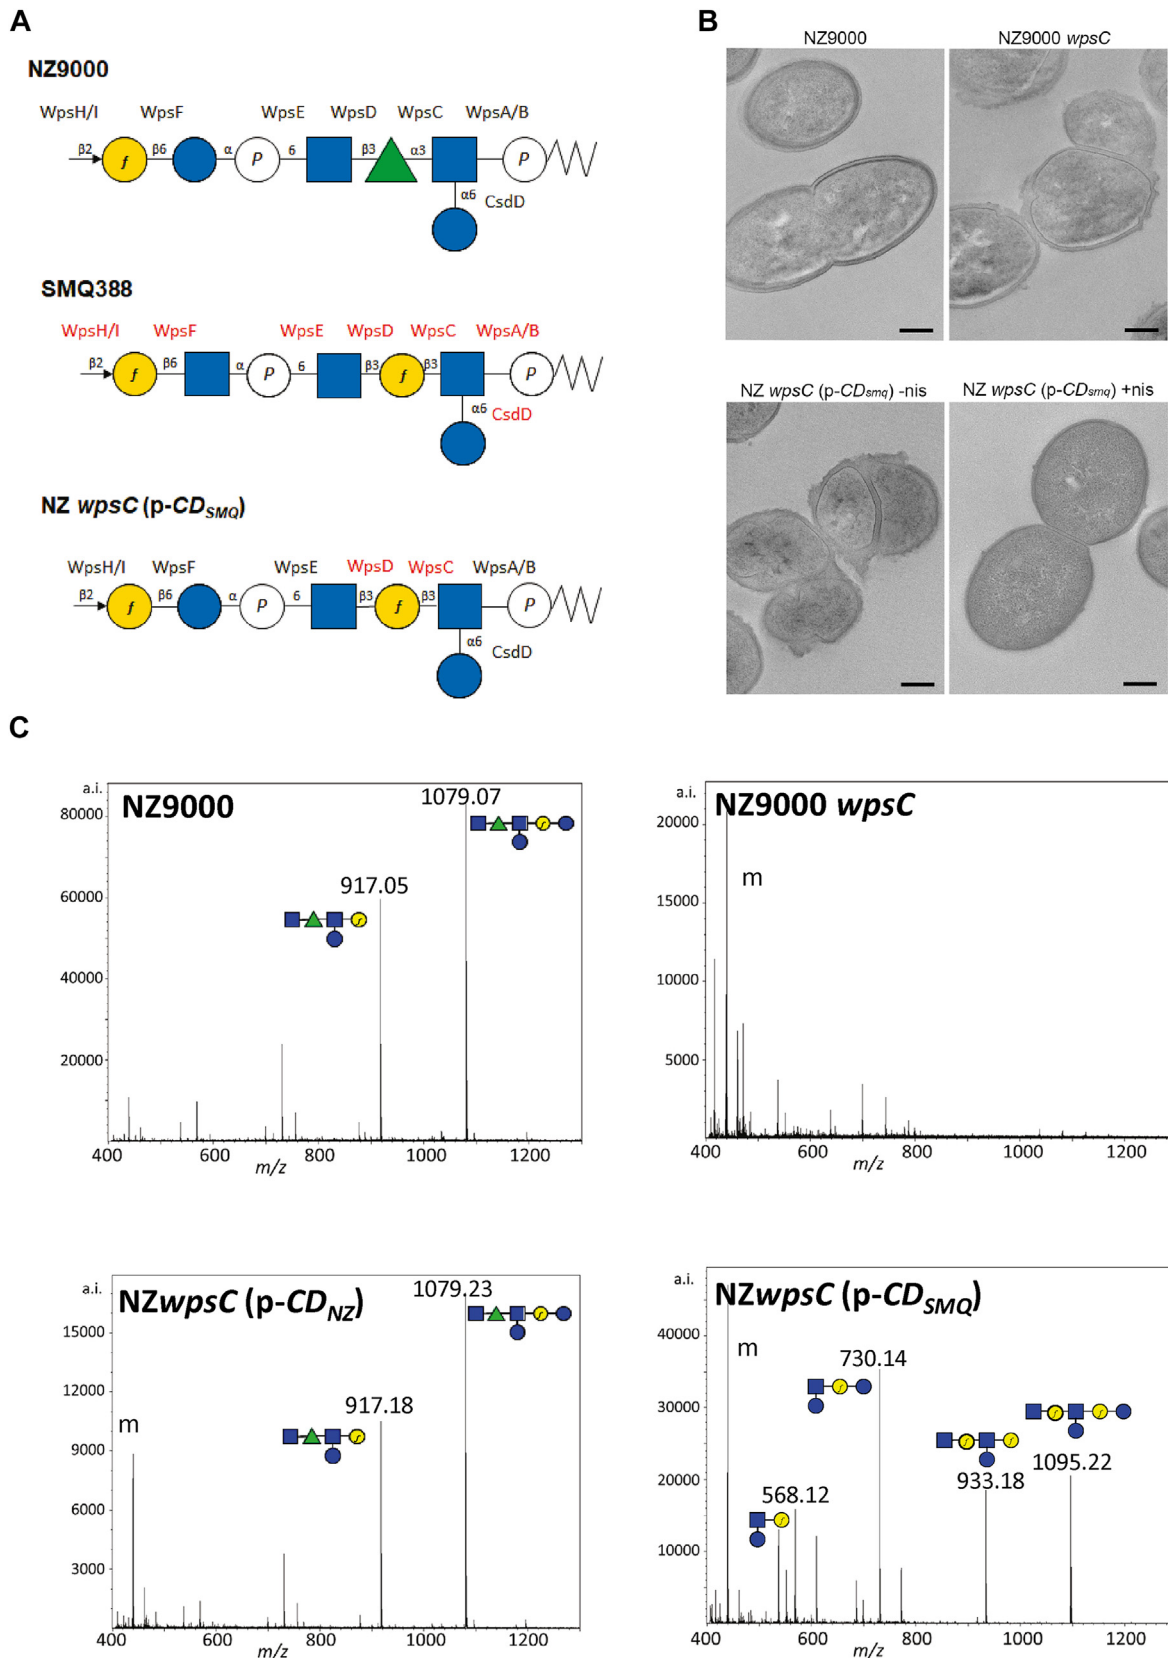 A
NZ9000
WpsH/I WpsF WpsE WpsD WpsC WpsA/B
β2 f β6 α P 6 β3 α3 P
α6 CsdD
SMQ388
WpsH/I WpsF WpsE WpsD WpsC WpsA/B
β2 f β6 α P 6 β3 f β3 P
α6 CsdD
NZ wpsC (p-CDSMQ)
WpsH/I WpsF WpsE WpsD WpsC WpsA/B
β2 f β6 α P 6 β3 f β3 P
α6 CsdD
B
NZ9000 NZ9000 wpsC
NZ wpsC (p-CDsmq) -nis NZ wpsC (p-CDsmq) +nis
C
a.i.
NZ9000
1079.07
f
917.05
f
80000
60000
40000
20000
400 600 800 1000 1200
m/z
a.i.
NZ9000 wpsC
m
20000
15000
10000
5000
400 600 800 1000 1200
m/z
a.i.
NZwpsC (p-CDNZ)
1079.23
f
917.18
f
m
15000
12000
9000
6000
3000
400 600 800 1000 1200
m/z
a.i.
NZwpsC (p-CDSMQ)
m
730.14
f
f f
f f
1095.22
933.18
568.12
f
40000
30000
20000
10000
400 600 800 1000 1200
m/z